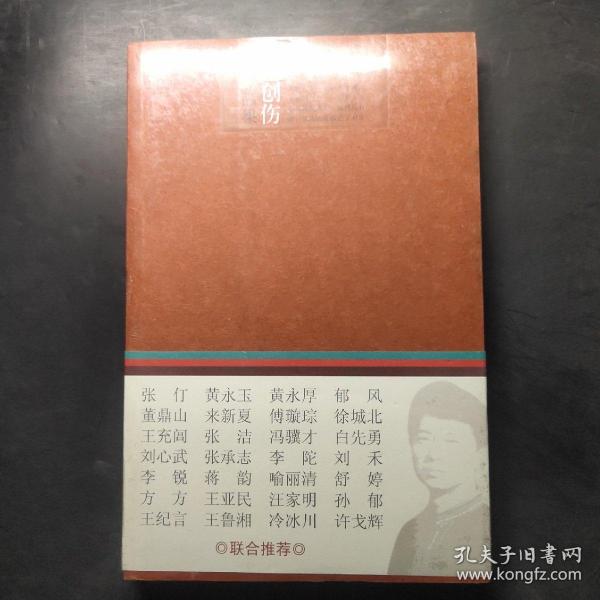 创伤
张 仃 黄永玉 黄永厚 郁 风
董鼎山 来新夏 傅璇琮 徐城北
王充闾 张 洁 冯骥才 白先勇
刘心武 张承志 李 陀 刘 禾
李 锐 蒋 韵 喻丽清 舒 婷
方 方 王亚民 汪家明 孙 郁
王纪言 王鲁湘 冷冰川 许戈辉
◎联合推荐◎
孔夫子旧书网
www.kongfz.com